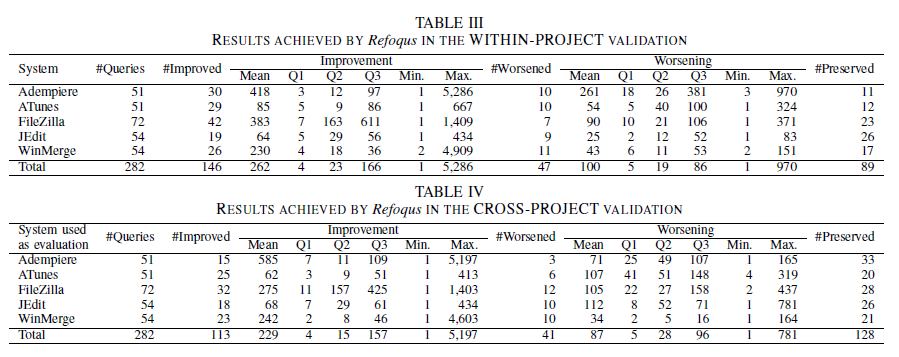 TABLE III
RESULTS ACHIEVED BY Refoqus IN THE WITHIN-PROJECT VALIDATION
System #Queries #Improved Improvement #Worsened Worsening #Preserved
Mean Q1 Q2 Q3 Min. Max. Mean Q1 Q2 Q3 Min. Max.
Adempiere 51 30 418 3 12 97 1 5,286 10 261 18 26 381 3 970 11
ATunes 51 29 85 5 9 86 1 667 10 54 5 40 100 1 324 12
FileZilla 72 42 383 7 163 611 1 1,409 7 90 10 21 106 1 371 23
JEdit 54 19 64 5 29 56 1 434 9 25 2 12 52 1 83 26
WinMerge 54 26 230 4 18 36 2 4,909 11 43 6 11 53 2 151 17
Total 282 146 262 4 23 166 1 5,286 47 100 5 19 86 1 970 89
TABLE IV
RESULTS ACHIEVED BY Refoqus IN THE CROSS-PROJECT VALIDATION
System used #Queries #Improved Improvement #Worsened Worsening #Preserved
as evaluation Mean Q1 Q2 Q3 Min. Max. Mean Q1 Q2 Q3 Min. Max.
Adempiere 51 15 585 7 11 109 1 5,197 3 71 25 49 107 1 165 33
ATunes 51 25 62 3 9 51 1 413 6 107 41 51 148 4 319 20
FileZilla 72 32 275 11 157 425 1 1,403 12 105 22 27 158 2 437 28
JEdit 54 18 68 7 29 61 1 434 10 112 8 52 71 1 781 26
WinMerge 54 23 242 2 8 46 1 4,603 10 34 2 5 16 1 164 21
Total 282 113 229 4 15 157 1 5,197 41 87 5 28 96 1 781 128